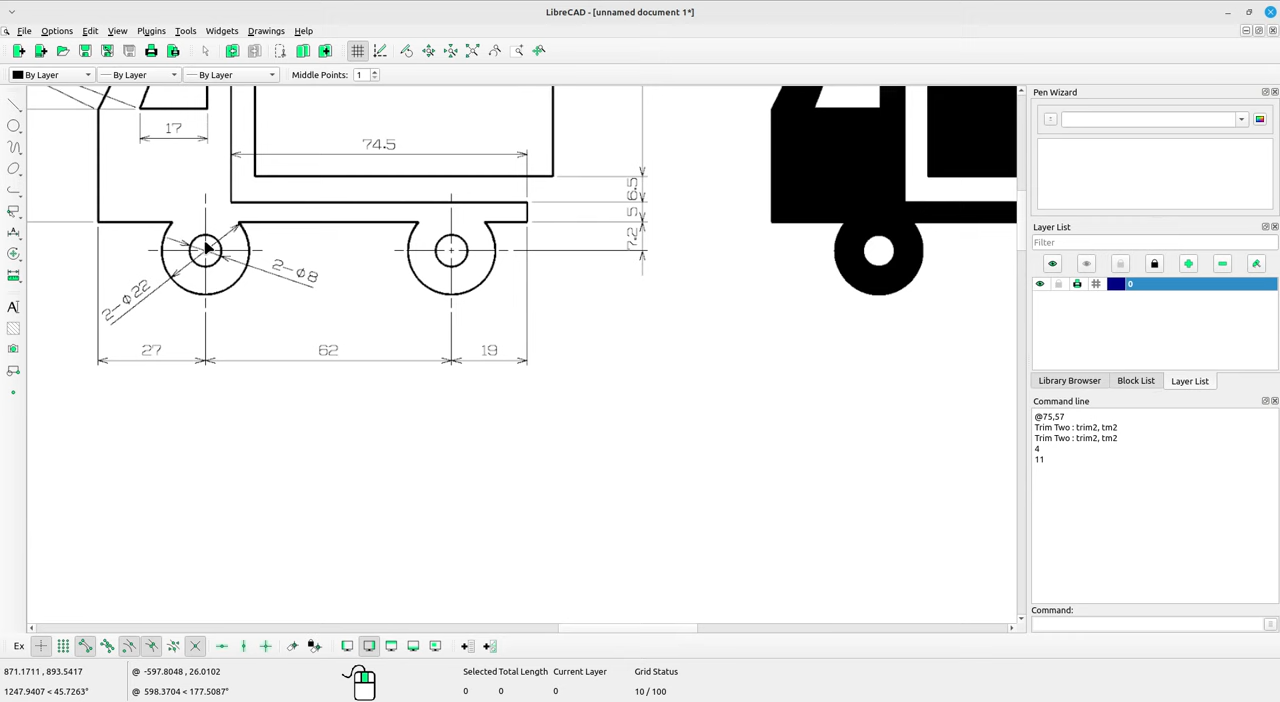 LibreCAD - [unnamed document 1*]
File Options Edit View Plugins Tools Widgets Drawings Help
By Layer By Layer By Layer Middle Points: 1
Pen Wizard
17
74.5
6.5
5
7.2
2-Φ22
2-Φ8
27 62 19
Layer List
Filter
0
Library Browser Block List Layer List
Command line
@75,57
Trim Two : trim2, tm2
Trim Two : trim2, tm2
4
11
Command:
Ex
871.1711 , 893.5417 @ -597.8048 , 26.0102 Selected Total Length Current Layer Grid Status
1247.9407 < 45.7263° @ 598.3704 < 177.5087° 0 0 0 10 / 100